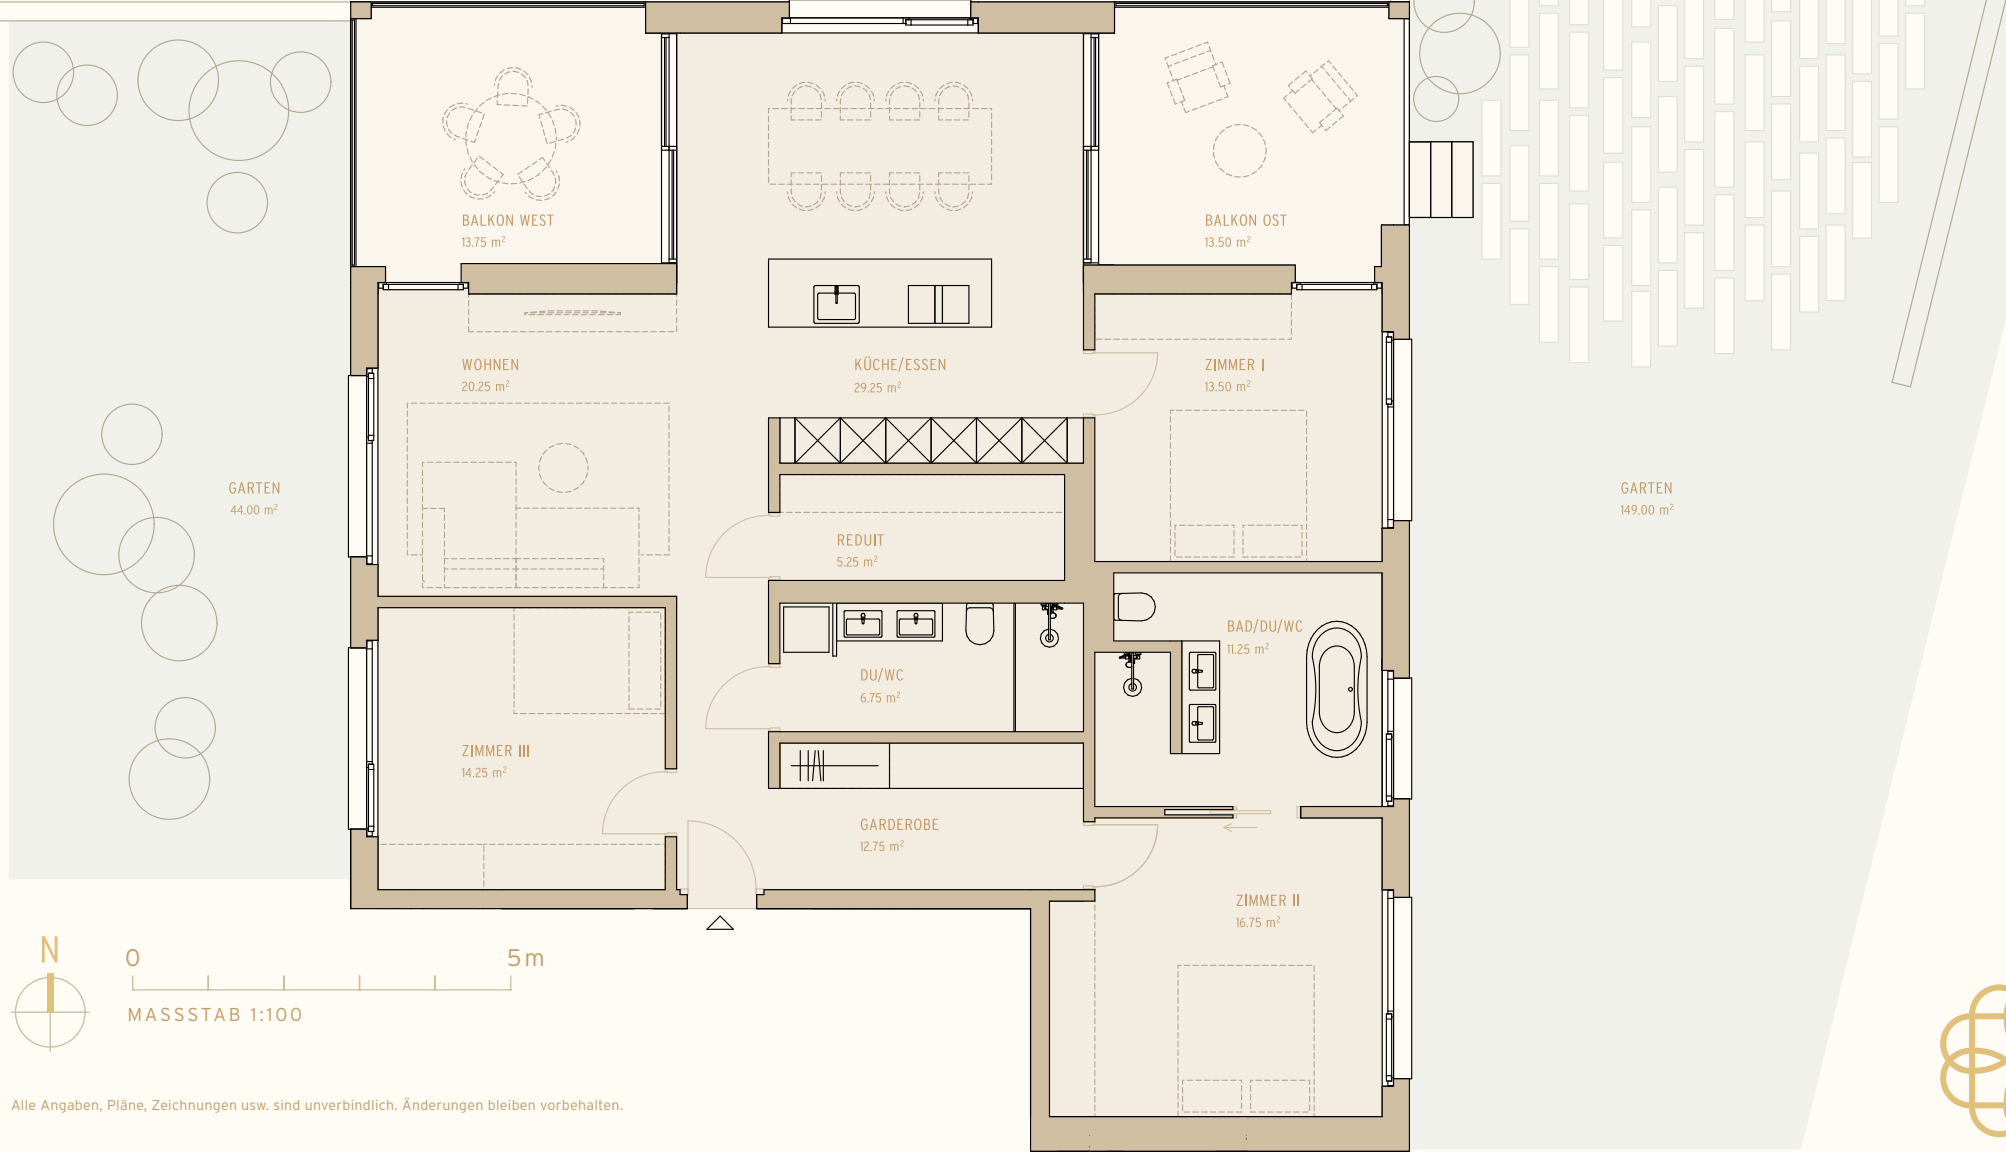 BALKON WEST
13.75 m²
BALKON OST
13.50 m²
WOHNEN
20.25 m²
KÜCHE/ESSEN
29.25 m²
ZIMMER I
13.50 m²
GARTEN
44.00 m²
GARTEN
149.00 m²
REDUIT
5.25 m²
BAD/DU/WC
11.25 m²
DU/WC
6.75 m²
ZIMMER III
14.25 m²
GARDEROBE
12.75 m²
ZIMMER II
16.75 m²
N
0 5m
MASSSTAB 1:100
Alle Angaben, Pläne, Zeichnungen usw. sind unverbindlich. Änderungen bleiben vorbehalten.